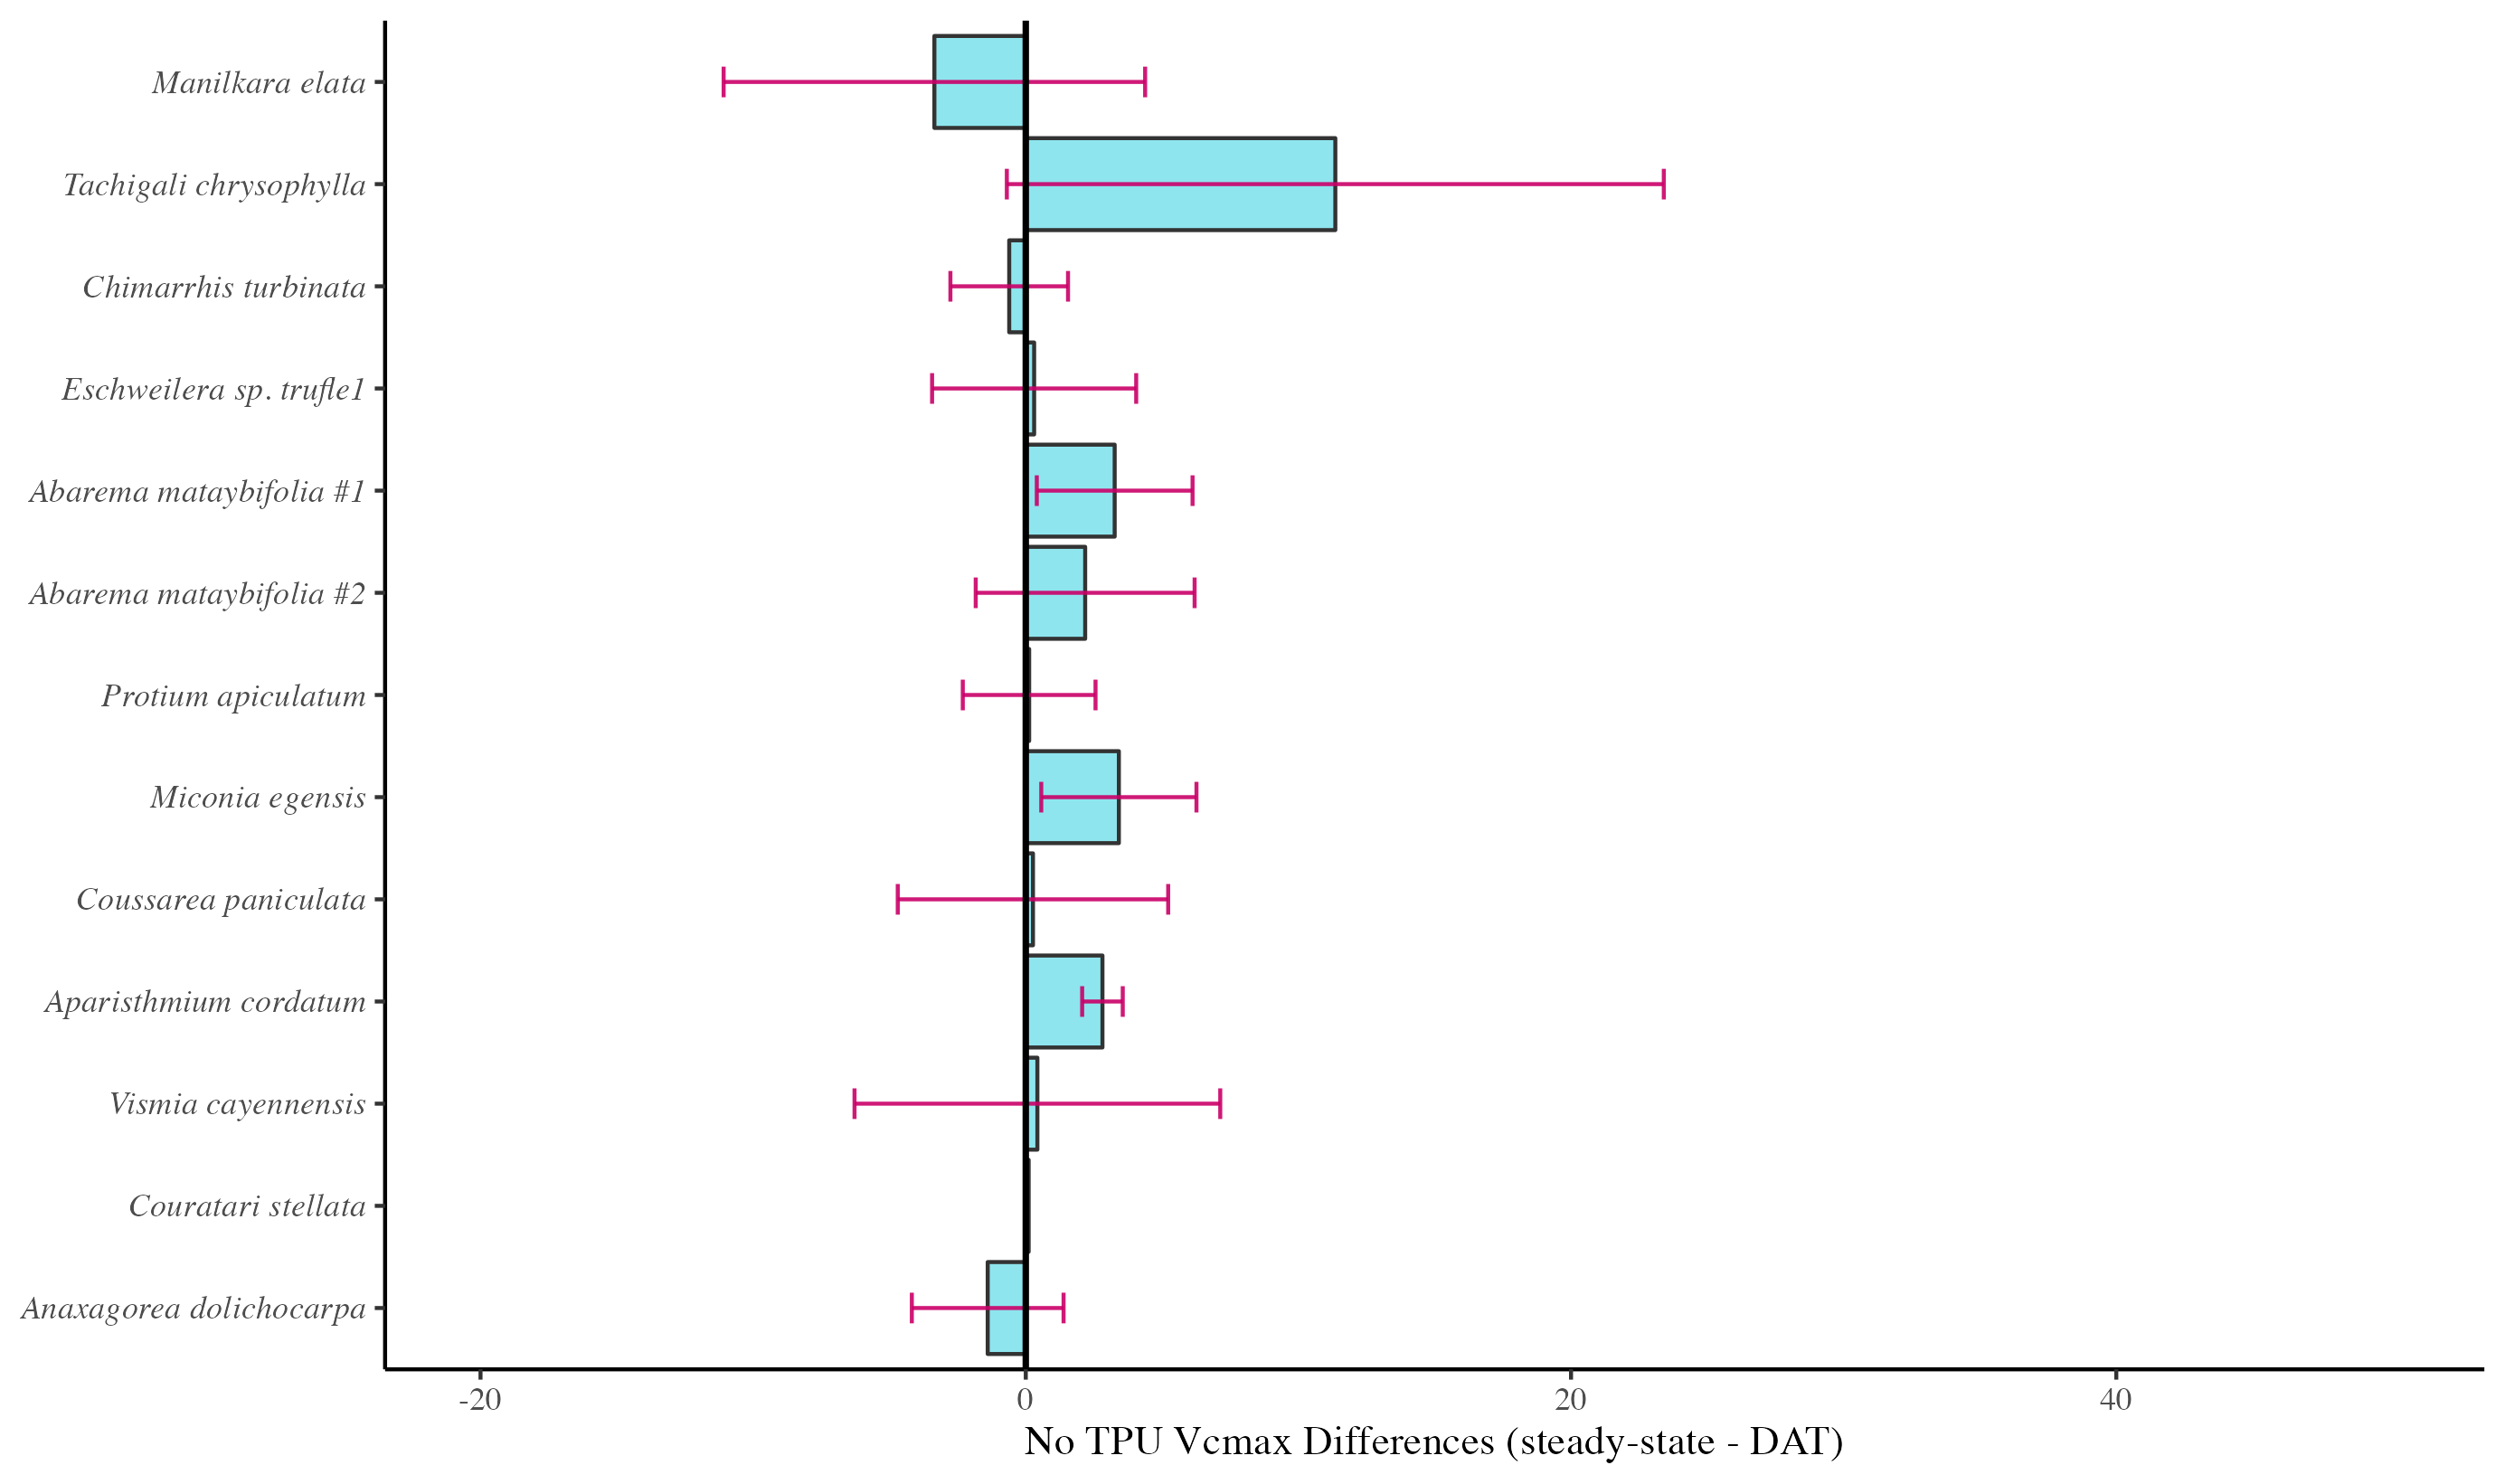 Manilkara elata
Tachigali chrysophylla
Chimarrhis turbinata
Eschweilera sp. trufle1
Abarema mataybifolia #1
Abarema mataybifolia #2
Protium apiculatum
Miconia egensis
Coussarea paniculata
Aparisthmium cordatum
Vismia cayennensis
Couratari stellata
Anaxagorea dolichocarpa
-20 0 20 40
No TPU Vcmax Differences (steady-state - DAT)